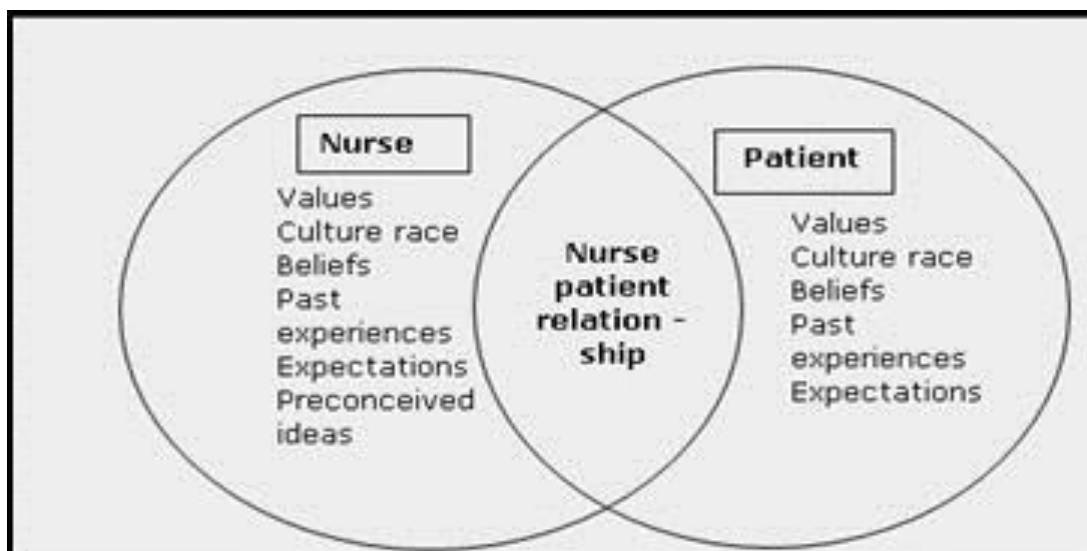 Nurse
Values
Culture race
Beliefs
Past
experiences
Expectations
Preconceived
ideas
Nurse
patient
relation -
ship
Patient
Values
Culture race
Beliefs
Past
experiences
Expectations